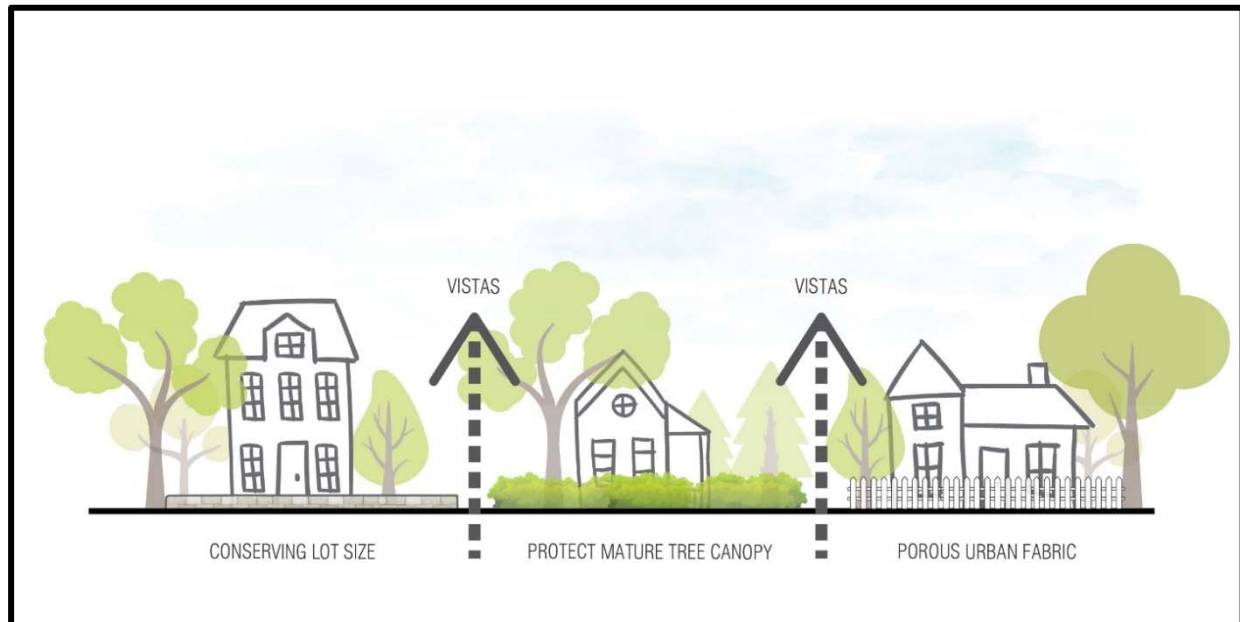 VISTAS
VISTAS
CONSERVING LOT SIZE
PROTECT MATURE TREE CANOPY
POROUS URBAN FABRIC